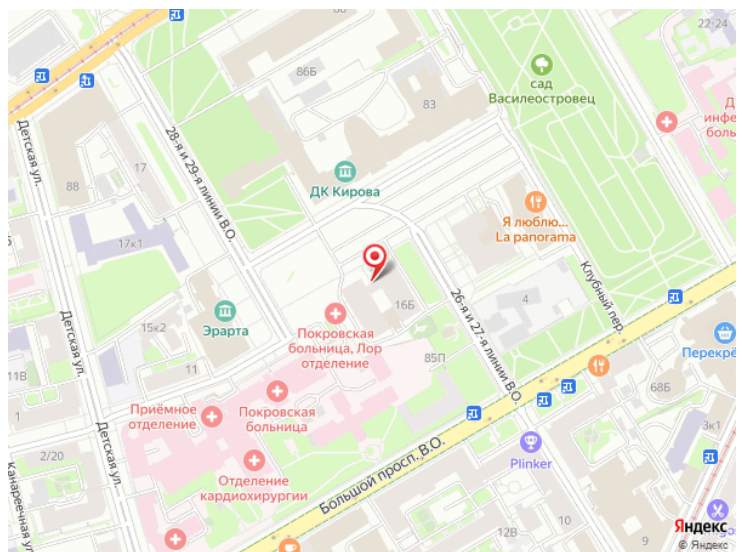 22-24
86Б
83
сад
Василеостровец
Детская ул.
28-я и 29-я линии В.О.
17
88
ДК Кирова
Я люблю...
La panorama
17к1
Клубный пер.
26-я и 27-я линии В.О.
4
16Б
15к2
Эрарта
Покровская
больница, Лор
отделение
Детская ул.
11
11В
85П
Перекрё
68Б
1
Приёмное
отделение
Покровская
больница
3к1
2/20
Детская ул.
Отделение
кардиохирургии
Большой просп. В.О.
Plinker
Канареечная у
12В
9
10
Яндекс
© Яндекс